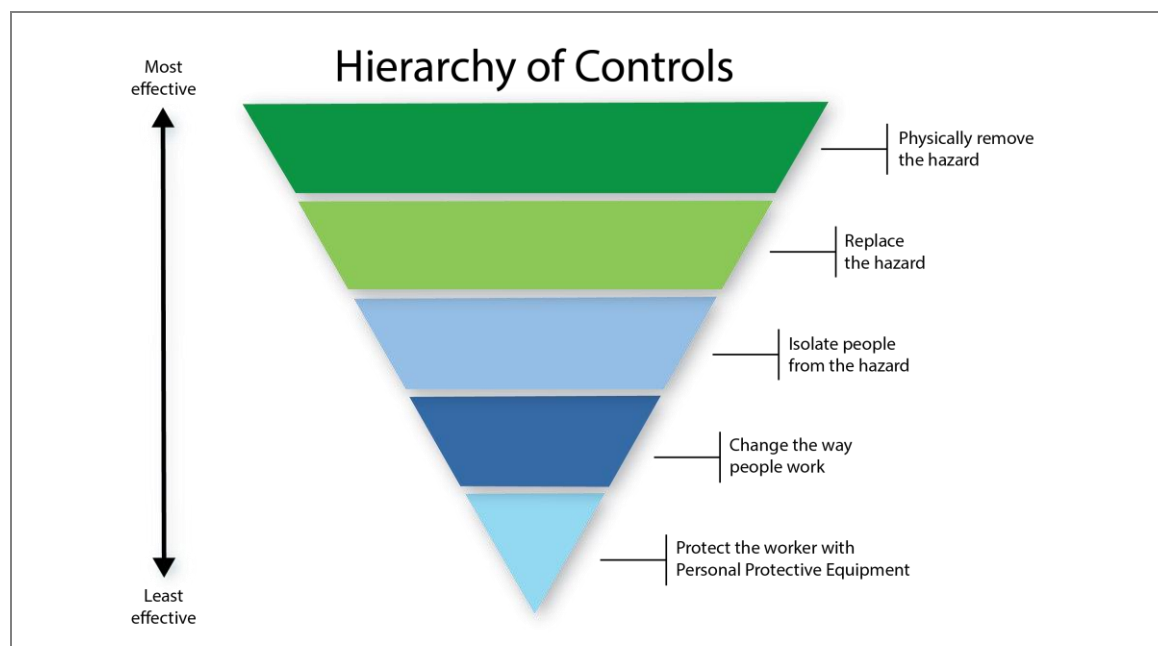 Hierarchy of Controls
Most
effective
Physically remove
the hazard
Replace
the hazard
Isolate people
from the hazard
Change the way
people work
Protect the worker with
Personal Protective Equipment
Least
effective